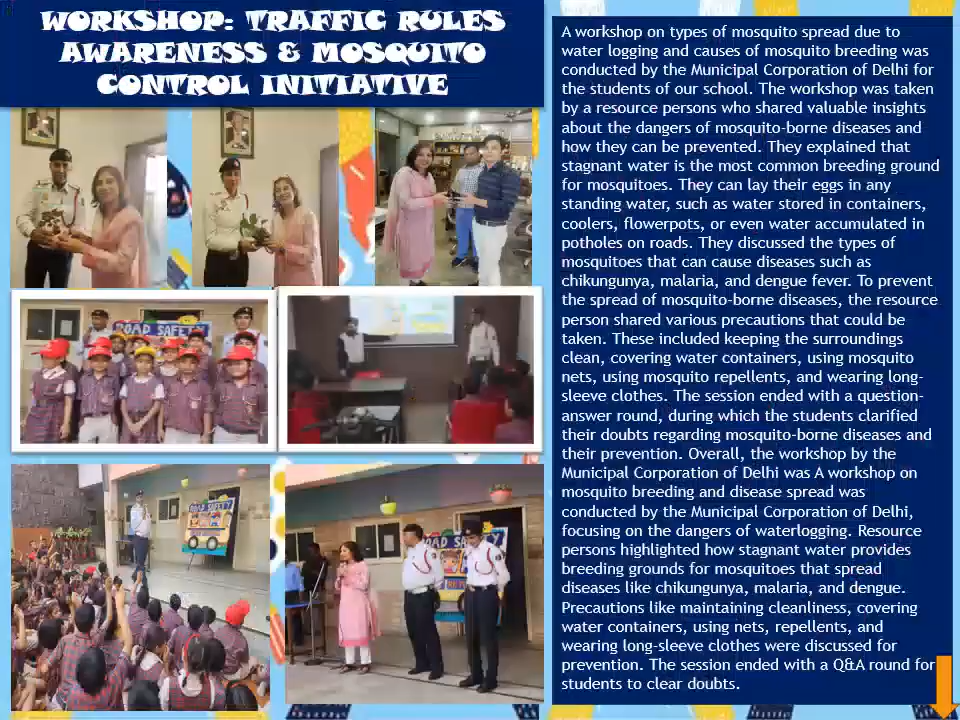 WORKSHOP: TRAFFIC RULES
AWARENESS & MOSQUITO
CONTROL INITIATIVE
A workshop on types of mosquito spread due to
water logging and causes of mosquito breeding was
conducted by the Municipal Corporation of Delhi for
the students of our school. The workshop was taken
by a resource persons who shared valuable insights
about the dangers of mosquito-borne diseases and
how they can be prevented. They explained that
stagnant water is the most common breeding ground
for mosquitoes. They can lay their eggs in any
standing water, such as water stored in containers,
coolers, flowerpots, or even water accumulated in
potholes on roads. They discussed the types of
mosquitoes that can cause diseases such as
chikungunya, malaria, and dengue fever. To prevent
the spread of mosquito-borne diseases, the resource
person shared various precautions that could be
taken. These included keeping the surroundings
clean, covering water containers, using mosquito
nets, using mosquito repellents, and wearing long-
sleeve clothes. The session ended with a question-
answer round, during which the students clarified
their doubts regarding mosquito-borne diseases and
their prevention. Overall, the workshop by the
Municipal Corporation of Delhi was A workshop on
mosquito breeding and disease spread was
conducted by the Municipal Corporation of Delhi,
focusing on the dangers of waterlogging. Resource
persons highlighted how stagnant water provides
breeding grounds for mosquitoes that spread
diseases like chikungunya, malaria, and dengue.
Precautions like maintaining cleanliness, covering
water containers, using nets, repellents, and
wearing long-sleeve clothes were discussed for
prevention. The session ended with a Q&A round for
students to clear doubts.
ROAD SAFETY
ROAD SAFETY
ROAD SAFETY